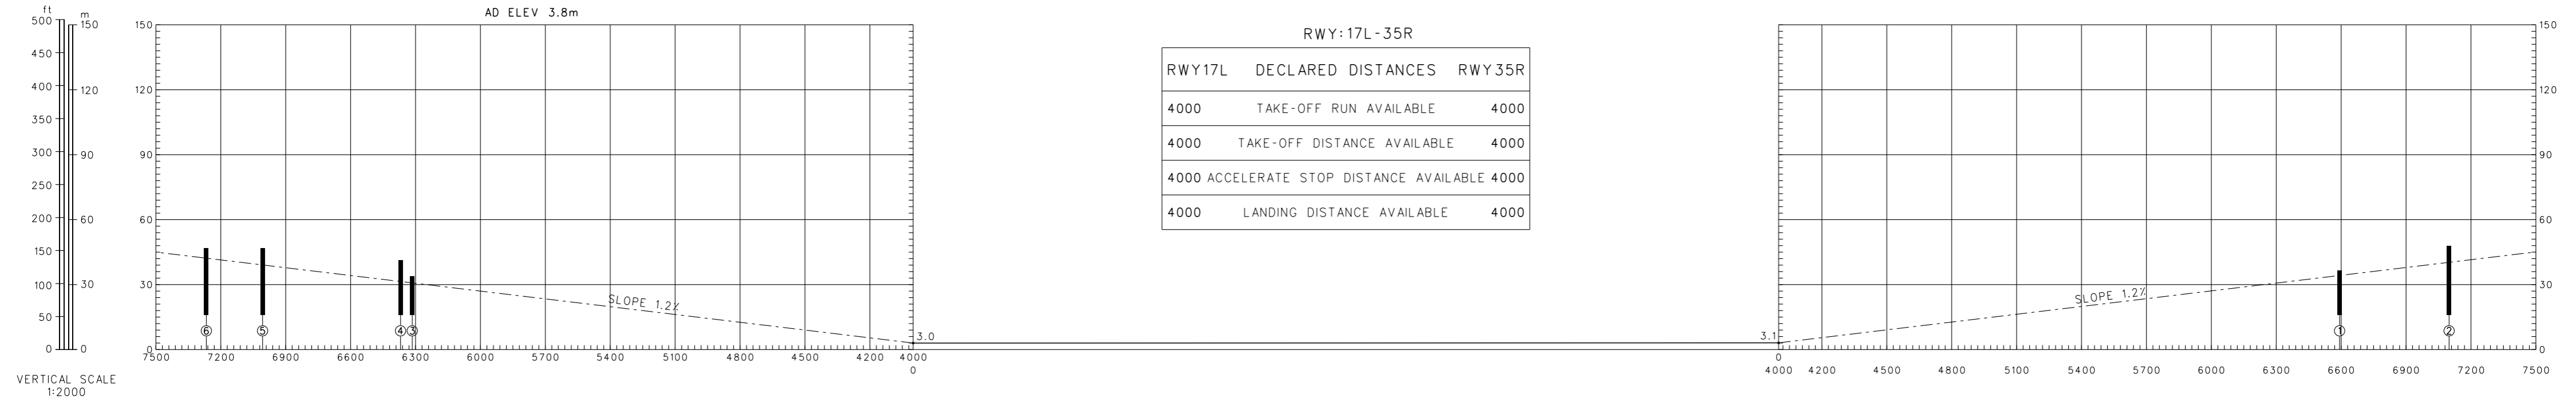 ft
m
500
450
400
350
300
250
200
150
100
50
0
150
120
90
60
30
0
VERTICAL SCALE
1:2000
AD ELEV 3.8m
150
120
90
60
30
0
SLOPE 1.2%
⑥ ⑤ ④ ③
3.0
7500 7200 6900 6600 6300 6000 5700 5400 5100 4800 4500 4200 4000
0
RWY:17L-35R
RWY17L DECLARED DISTANCES RWY35R
4000 TAKE-OFF RUN AVAILABLE 4000
4000 TAKE-OFF DISTANCE AVAILABLE 4000
4000 ACCELERATE STOP DISTANCE AVAILABLE 4000
4000 LANDING DISTANCE AVAILABLE 4000
3.1
SLOPE 1.2%
① ②
150
120
90
60
30
0
0
4000 4200 4500 4800 5100 5400 5700 6000 6300 6600 6900 7200 7500